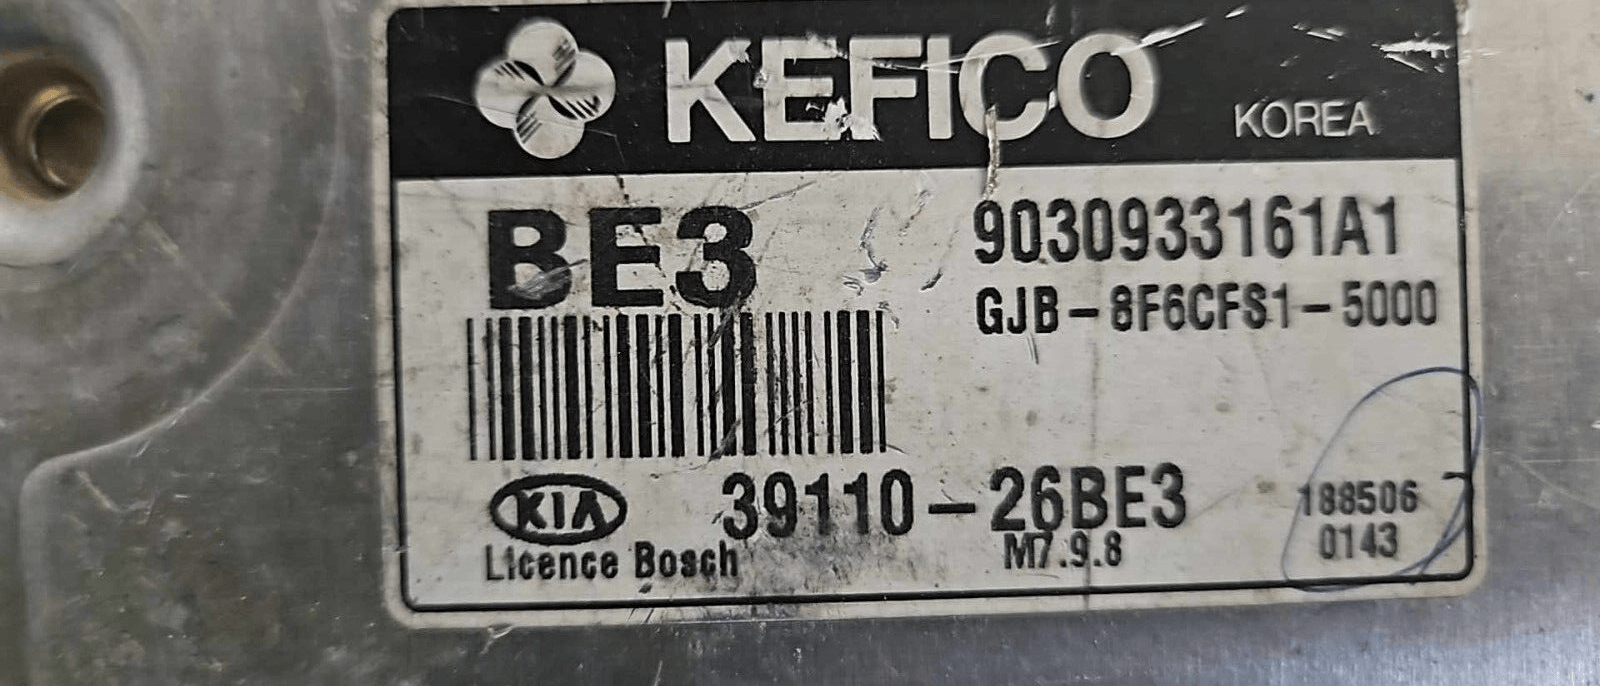 KEFICO KOREA
BE3
9030933161A1
GJB-8F6CFS1-5000
KIA 39110-26BE3
Licence Bosch M7.9.8
188506
0143